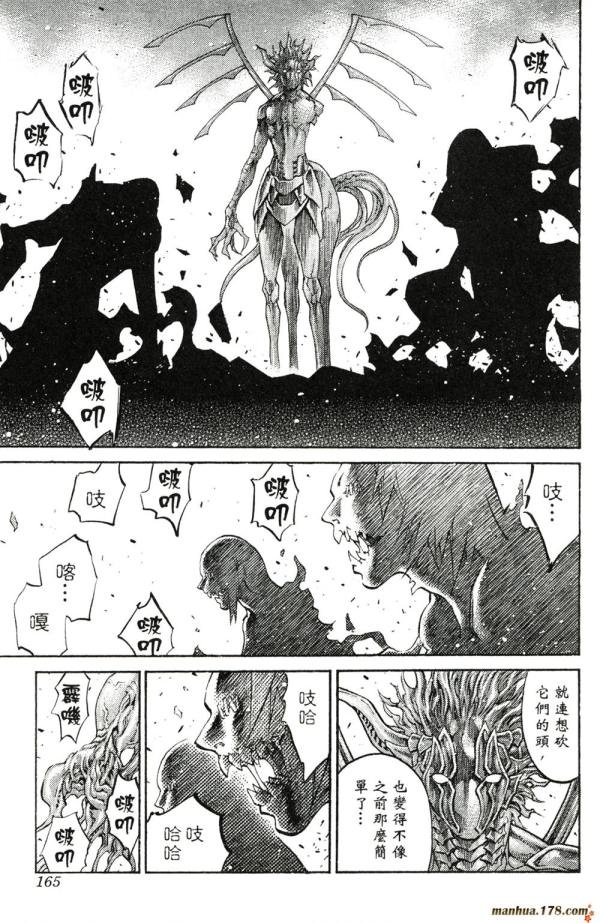 啵叩
啵叩
啵叩
啵叩
啵叩
吱…
啵叩
啵叩
吱
喀…
嘎
啵叩
就連想砍
它們的頭
也變得不像
之前那麼簡
單了…
吱哈
吱
哈
哈
霹嘰
啵叩
啵叩
165
manhua.178.com